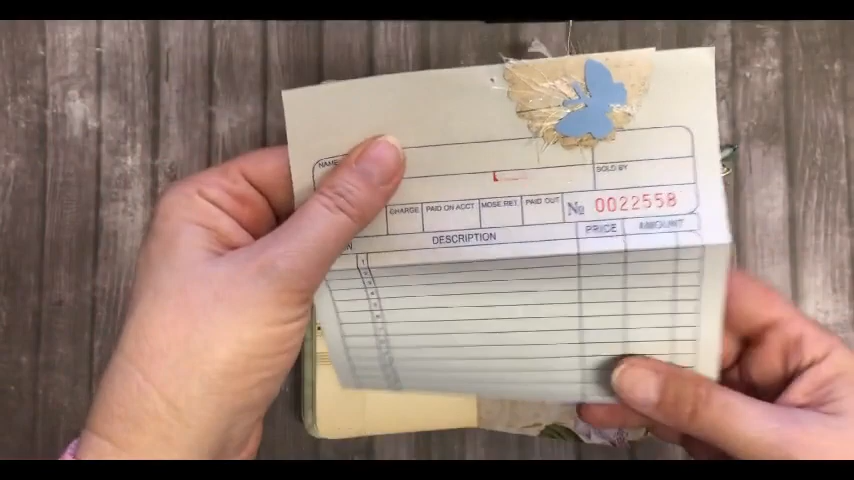 NAME
SOLD BY
CHARGE PAID ON ACCT MDSE RET. PAID OUT № 0022558
DESCRIPTION PRICE AMOUNT